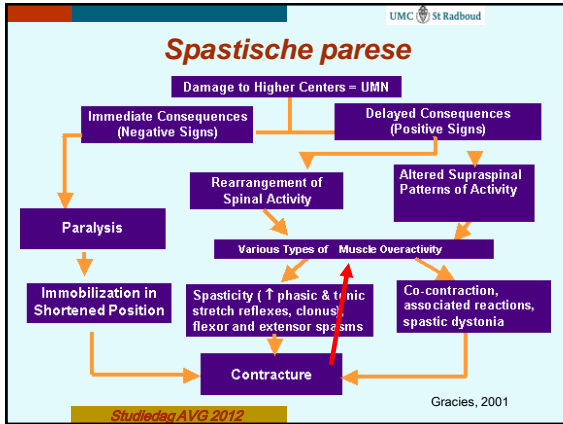 UMC St Radboud
Spastische parese
Damage to Higher Centers = UMN
Immediate Consequences
(Negative Signs)
Delayed Consequences
(Positive Signs)
Rearrangement of
Spinal Activity
Altered Supraspinal
Patterns of Activity
Paralysis
Various Types of Muscle Overactivity
Immobilization in
Shortened Position
Spasticity ( ↑ phasic & tonic
stretch reflexes, clonus)
flexor and extensor spasms
Co-contraction,
associated reactions,
spastic dystonia
Contracture
Gracies, 2001
Studiedag AVG 2012